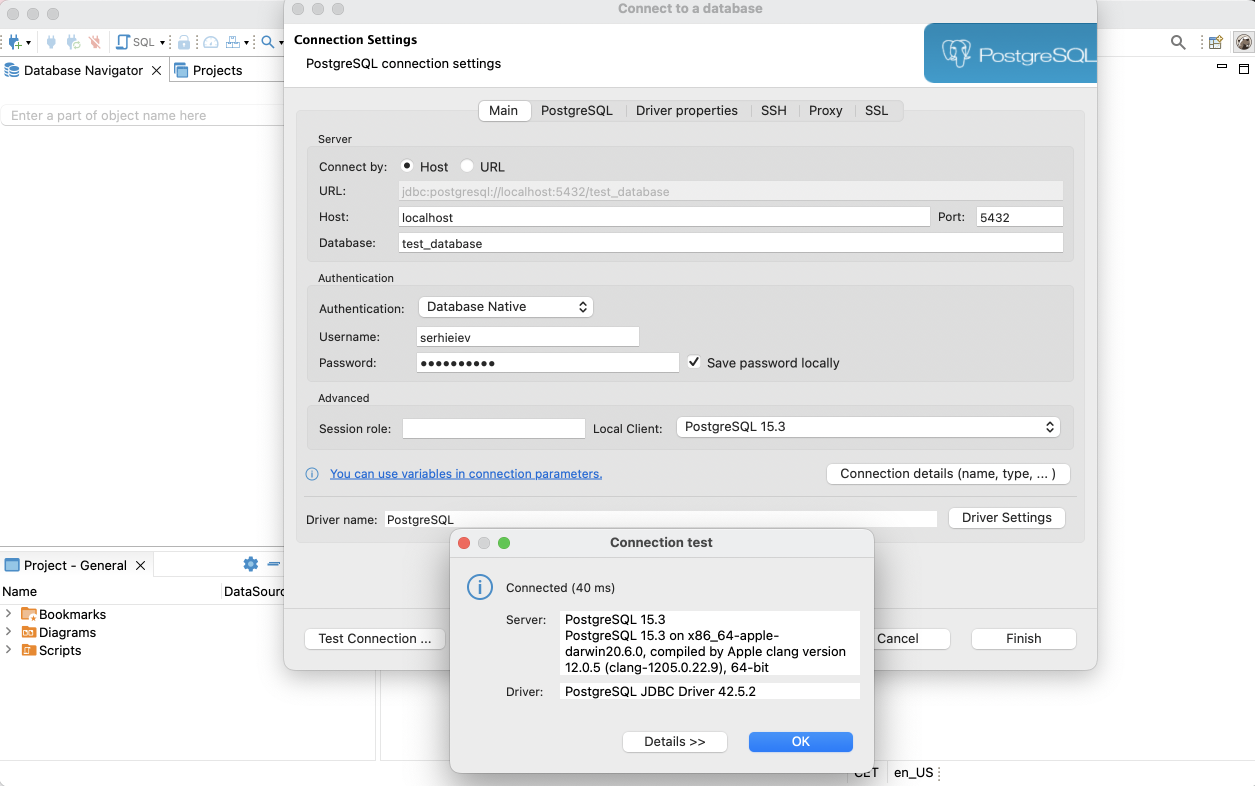 Connect to a database
SQL
Connection Settings
PostgreSQL connection settings
PostgreSQL
Database Navigator
Projects
Enter a part of object name here
Main
PostgreSQL
Driver properties
SSH
Proxy
SSL
Server
Connect by:
Host
URL
URL:
jdbc:postgresql://localhost:5432/test_database
Host:
localhost
Port:
5432
Database:
test_database
Authentication
Authentication:
Database Native
Username:
serhieiev
Password:
Save password locally
Advanced
Session role:
Local Client:
PostgreSQL 15.3
You can use variables in connection parameters.
Connection details (name, type, ... )
Driver name:
PostgreSQL
Driver Settings
Project - General
Name
DataSourc
Bookmarks
Diagrams
Scripts
Test Connection ...
Cancel
Finish
Connection test
Connected (40 ms)
Server:
PostgreSQL 15.3
PostgreSQL 15.3 on x86_64-apple-
darwin20.6.0, compiled by Apple clang version
12.0.5 (clang-1205.0.22.9), 64-bit
Driver:
PostgreSQL JDBC Driver 42.5.2
Details >>
OK
CET
en_US